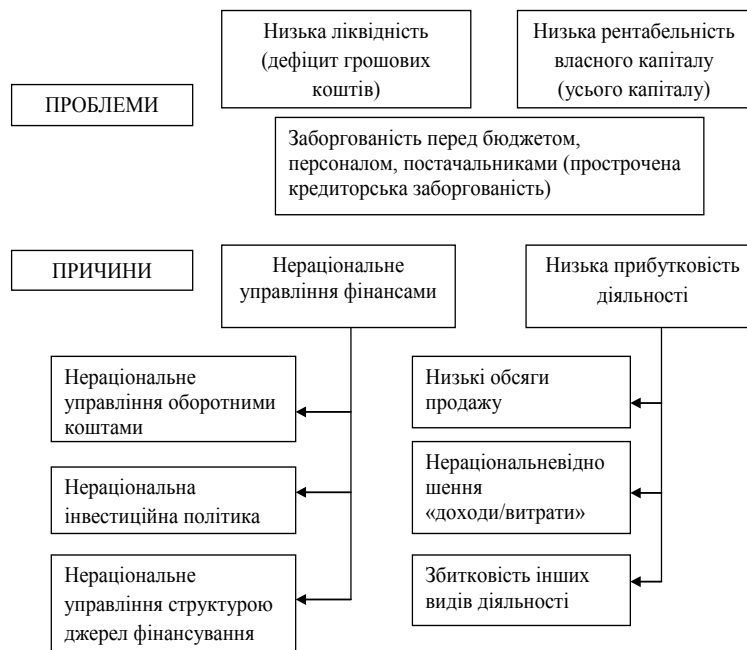 Низька ліквідність
(дефіцит грошових
коштів)
Низька рентабельність
власного капіталу
(усього капіталу)
ПРОБЛЕМИ
Заборгованість перед бюджетом,
персоналом, постачальниками (прострочена
кредиторська заборгованість)
ПРИЧИНИ
Нераціональне
управління фінансами
Низька прибутковість
діяльності
Нераціональне
управління оборотними
коштами
Низькі обсяги
продажу
Нераціональна
інвестиційна політика
Нераціональневідно
шення
«доходи/витрати»
Нераціональне
управління структурою
джерел фінансування
Збитковість інших
видів діяльності